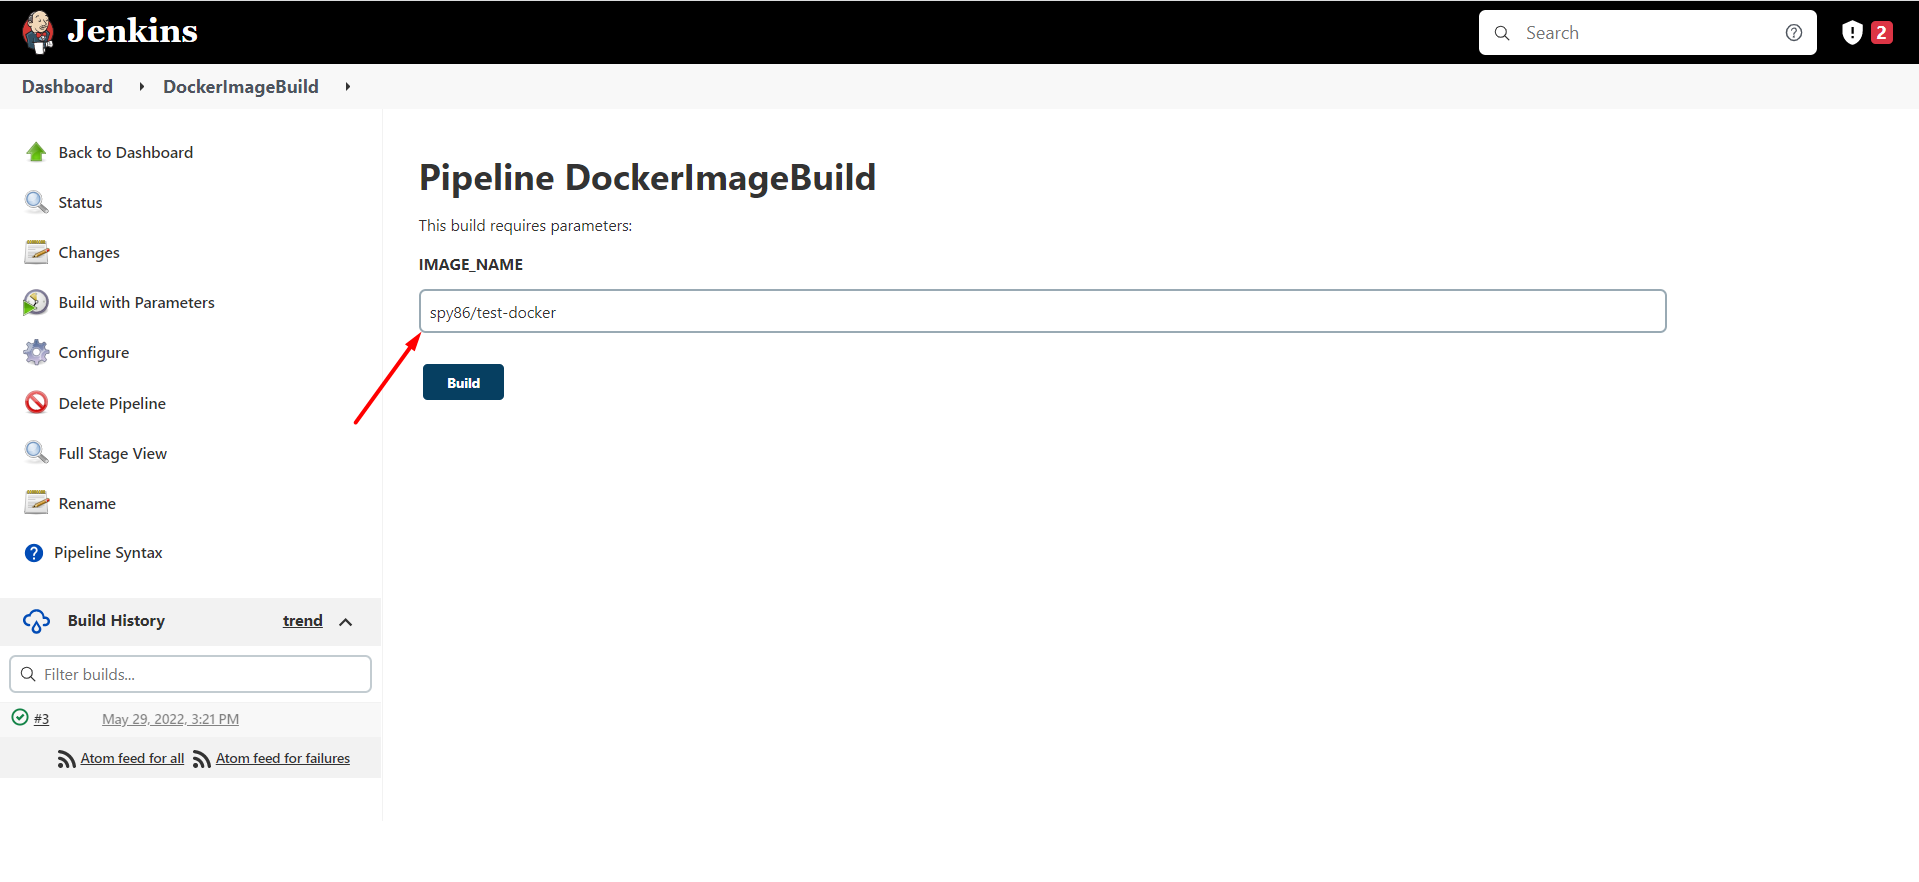 Jenkins
Search
2
Dashboard DockerImageBuild
Back to Dashboard
Status
Changes
Build with Parameters
Configure
Delete Pipeline
Full Stage View
Rename
Pipeline Syntax
Build History trend
Filter builds...
#3 May 29, 2022, 3:21 PM
Atom feed for all Atom feed for failures
Pipeline DockerImageBuild
This build requires parameters:
IMAGE_NAME
spy86/test-docker
Build